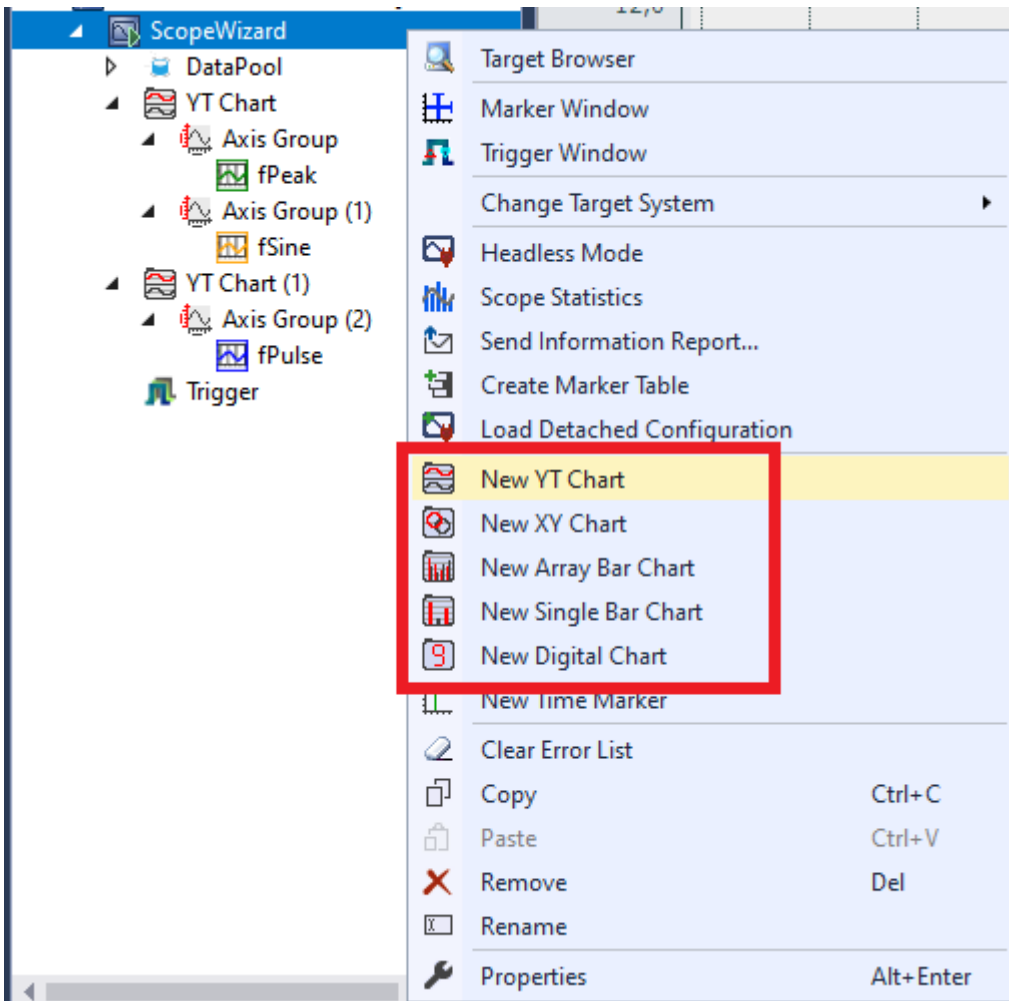 12,0
ScopeWizard
DataPool
YT Chart
Axis Group
fPeak
Axis Group (1)
fSine
YT Chart (1)
Axis Group (2)
fPulse
Trigger
Target Browser
Marker Window
Trigger Window
Change Target System
Headless Mode
Scope Statistics
Send Information Report...
Create Marker Table
Load Detached Configuration
New YT Chart
New XY Chart
New Array Bar Chart
New Single Bar Chart
New Digital Chart
New Time Marker
Clear Error List
Copy Ctrl+C
Paste Ctrl+V
Remove Del
Rename
Properties Alt+Enter